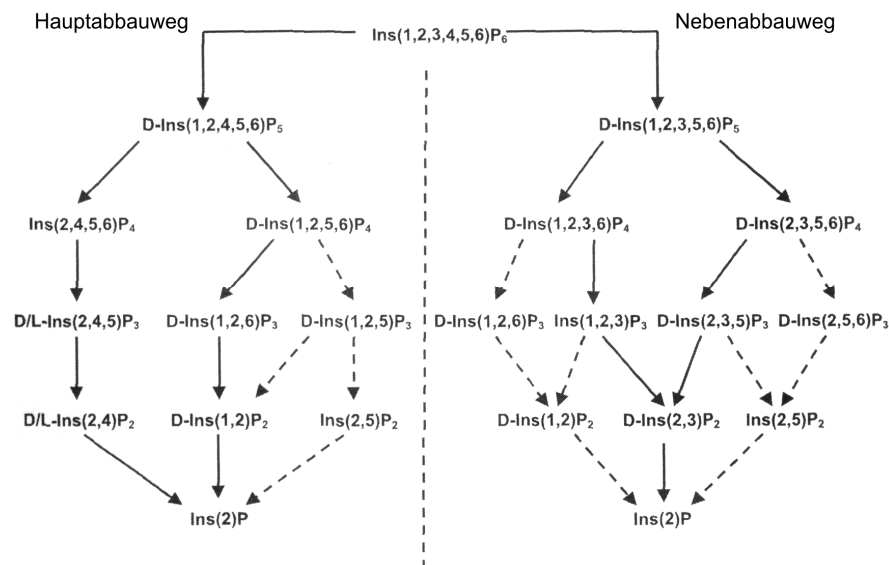 Hauptabbauweg
Nebenabbauweg
Ins(1,2,3,4,5,6)P₆
D-Ins(1,2,4,5,6)P₅
D-Ins(1,2,3,5,6)P₅
Ins(2,4,5,6)P₄
D-Ins(1,2,5,6)P₄
D-Ins(1,2,3,6)P₄
D-Ins(2,3,5,6)P₄
D/L-Ins(2,4,5)P₃
D-Ins(1,2,6)P₃
D-Ins(1,2,5)P₃
D-Ins(1,2,6)P₃
Ins(1,2,3)P₃
D-Ins(2,3,5)P₃
D-Ins(2,5,6)P₃
D/L-Ins(2,4)P₂
D-Ins(1,2)P₂
Ins(2,5)P₂
D-Ins(1,2)P₂
D-Ins(2,3)P₂
Ins(2,5)P₂
Ins(2)P
Ins(2)P